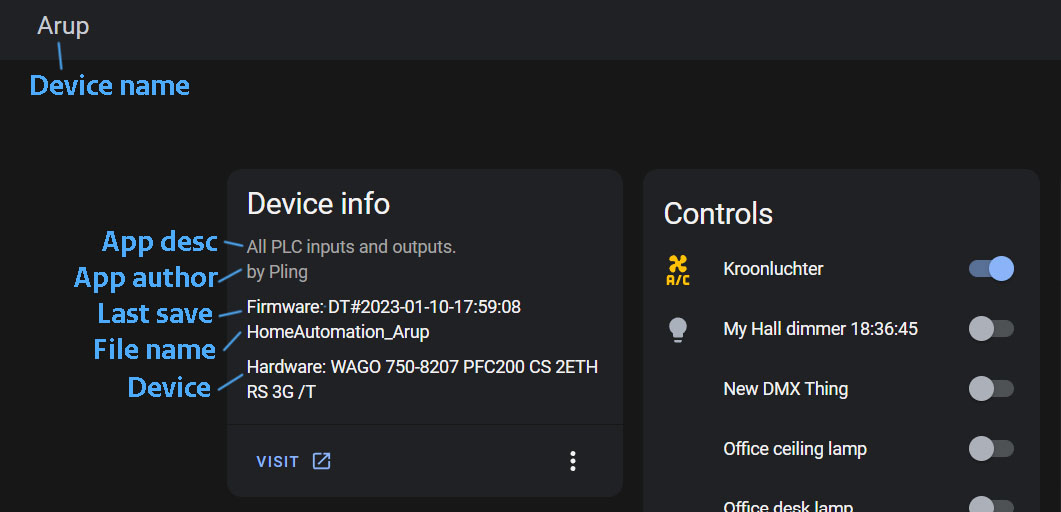 Arup
Device name
Device info
App desc
All PLC inputs and outputs.
App author
by Pling
Last save
Firmware: DT#2023-01-10-17:59:08
File name
HomeAutomation_Arup
Device
Hardware: WAGO 750-8207 PFC200 CS 2ETH
RS 3G /T
VISIT
Controls
A/C
Kroonluchter
My Hall dimmer 18:36:45
New DMX Thing
Office ceiling lamp
Office desk lamp